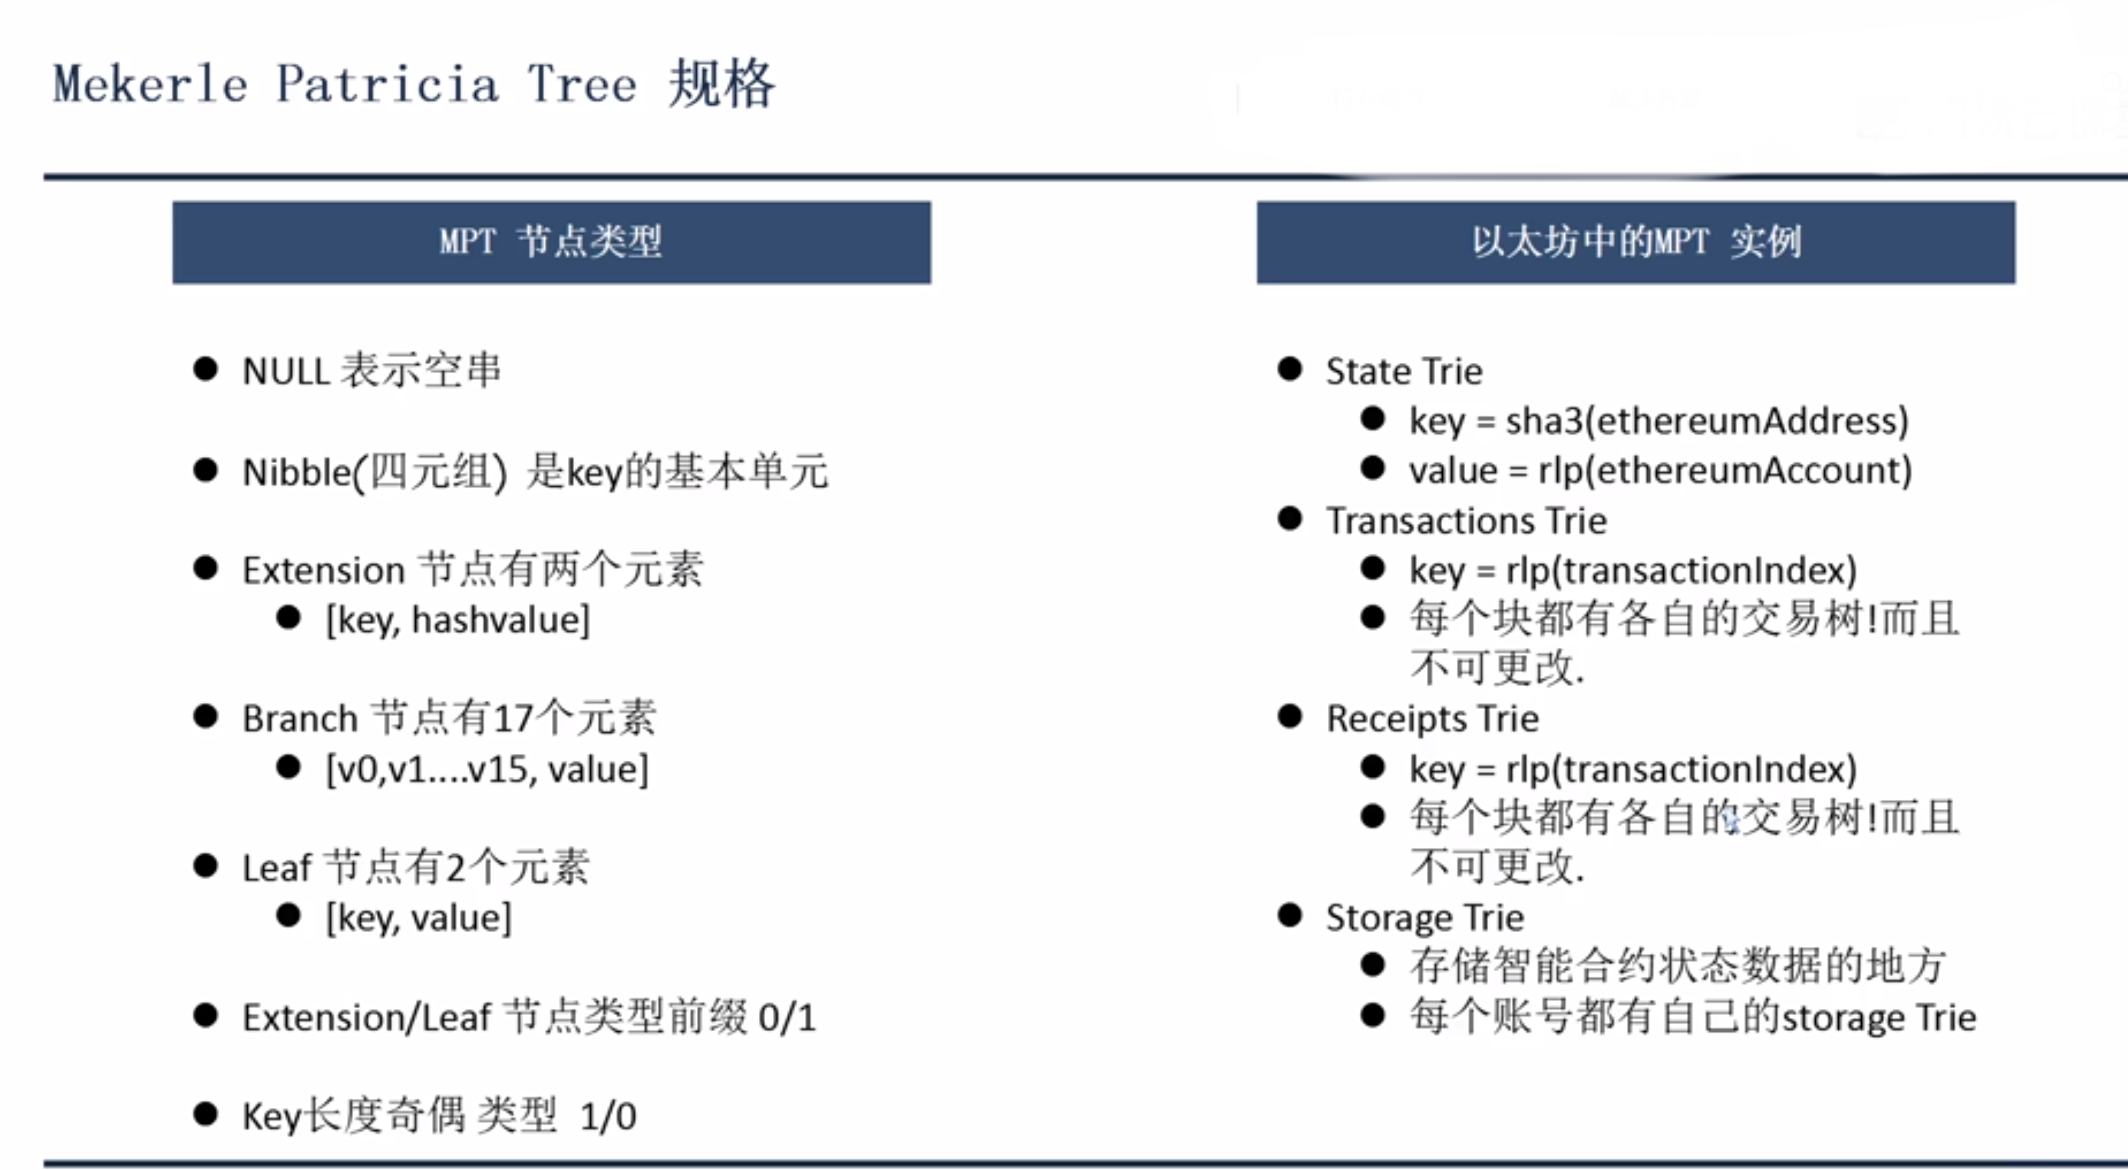 Mekerle Patricia Tree 规格
MPT 节点类型
NULL 表示空串
Nibble(四元组) 是key的基本单元
Extension 节点有两个元素
[key, hashvalue]
Branch 节点有17个元素
[v0,v1....v15, value]
Leaf 节点有2个元素
[key, value]
Extension/Leaf 节点类型前缀 0/1
Key长度奇偶 类型 1/0
以太坊中的MPT 实例
State Trie
key = sha3(ethereumAddress)
value = rlp(ethereumAccount)
Transactions Trie
key = rlp(transactionIndex)
每个块都有各自的交易树!而且
不可更改.
Receipts Trie
key = rlp(transactionIndex)
每个块都有各自的交易树!而且
不可更改.
Storage Trie
存储智能合约状态数据的地方
每个账号都有自己的storage Trie